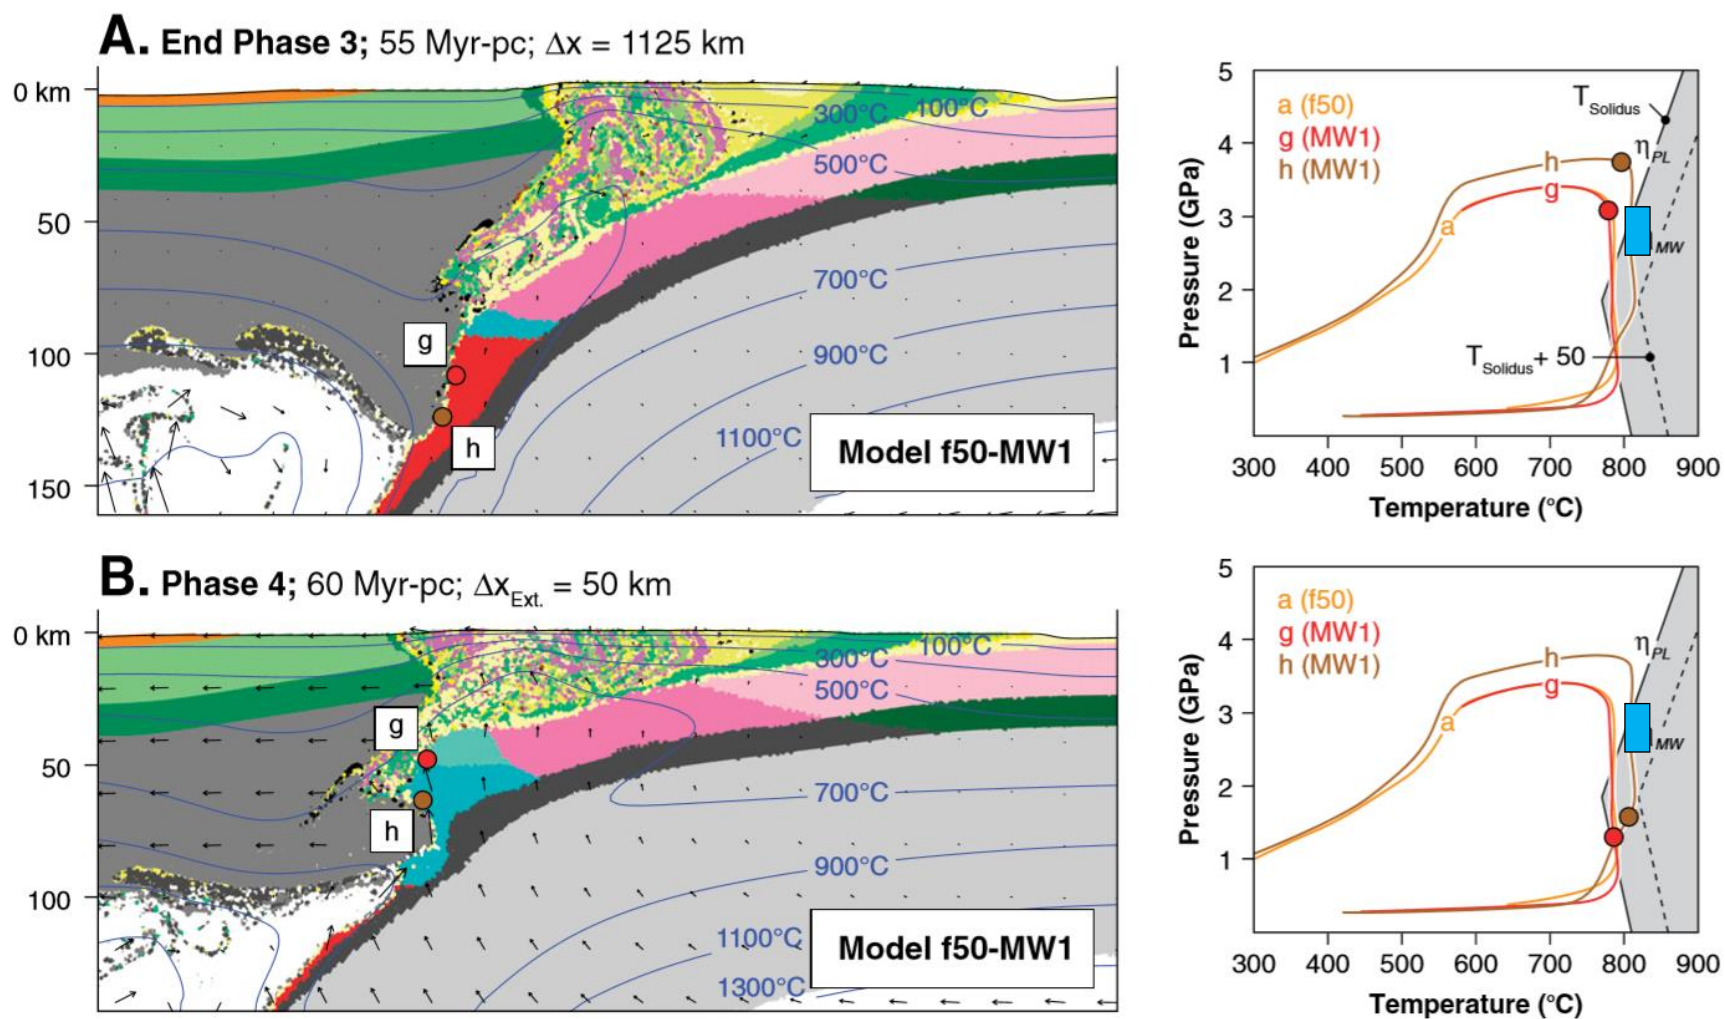 A. End Phase 3; 55 Myr-pc; Δx = 1125 km
0 km
50
100
150
300°C
100°C
500°C
700°C
900°C
1100°C
g
h
Model f50-MW1
5
4
3
2
1
Pressure (GPa)
a (f50)
g (MW1)
h (MW1)
TSolidus
ηPL
h
g
a
MW
TSolidus+ 50
300 400 500 600 700 800 900
Temperature (°C)
B. Phase 4; 60 Myr-pc; ΔxExt. = 50 km
0 km
50
100
100°C
300°C
500°C
700°C
900°C
1100°C
1300°C
g
h
Model f50-MW1
5
4
3
2
1
Pressure (GPa)
a (f50)
g (MW1)
h (MW1)
ηPL
h
g
a
MW
300 400 500 600 700 800 900
Temperature (°C)